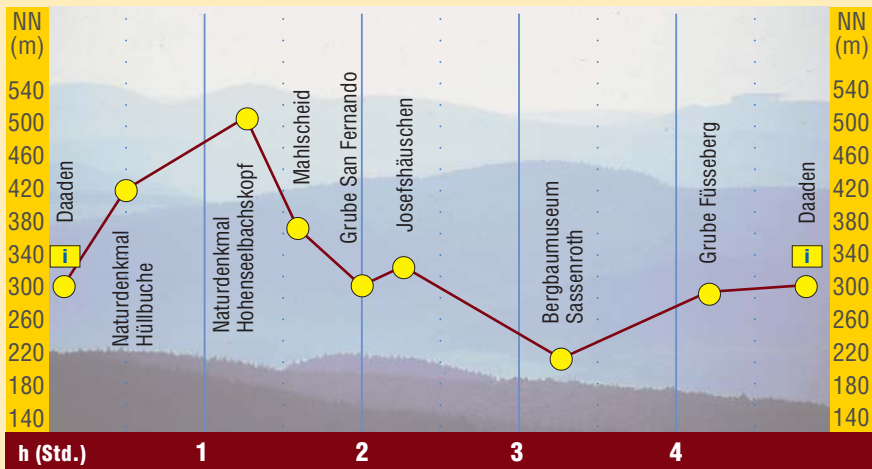 NN
(m)
540
500
460
420
380
340
300
260
220
180
140
Daaden
i
Naturdenkmal
Hüllbuche
Naturdenkmal
Hohenseelbachskopf
Mahlscheid
Grube San Fernando
Josefshäuschen
Bergbaumuseum
Sassenroth
Grube Füsseberg
Daaden
i
NN
(m)
540
500
460
420
380
340
300
260
220
180
140
h (Std.) 1 2 3 4